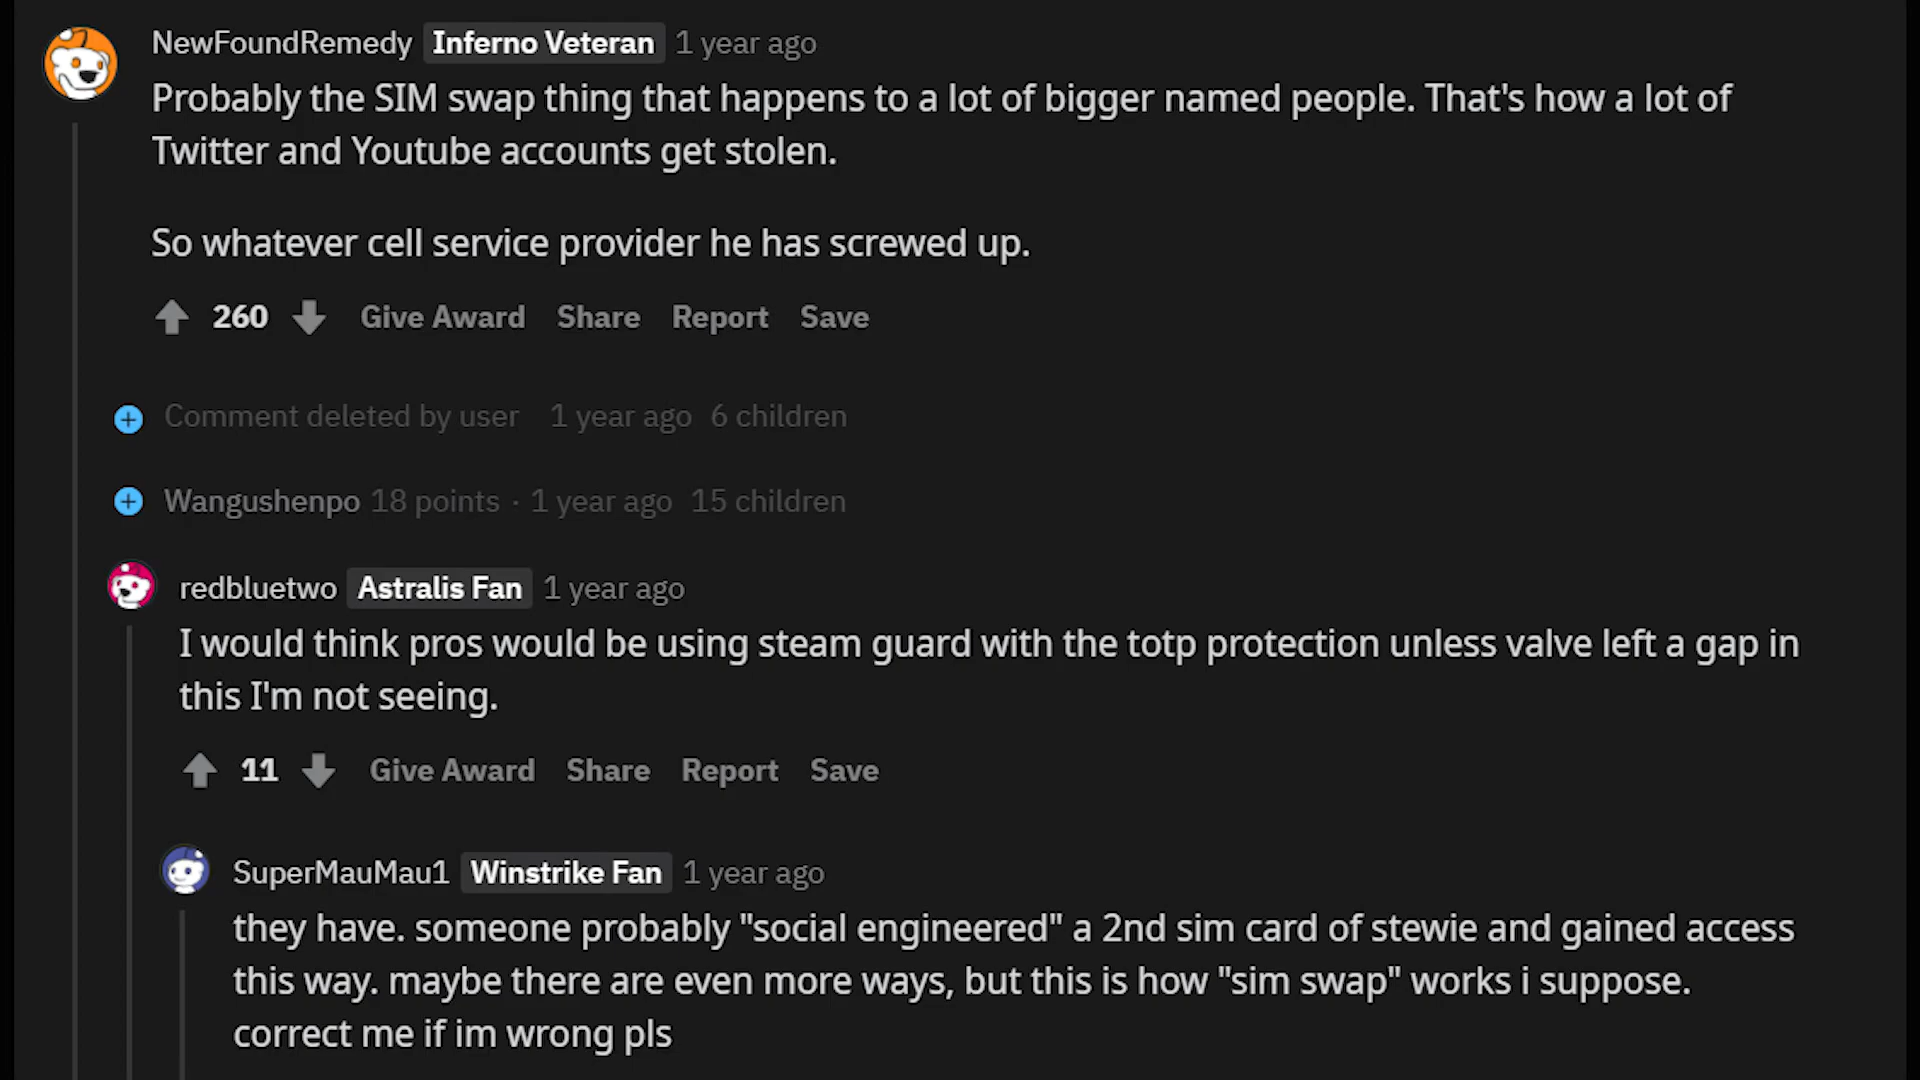 NewFoundRemedy Inferno Veteran 1 year ago
Probably the SIM swap thing that happens to a lot of bigger named people. That's how a lot of
Twitter and Youtube accounts get stolen.
So whatever cell service provider he has screwed up.
260 Give Award Share Report Save
Comment deleted by user 1 year ago 6 children
Wangushenpo 18 points · 1 year ago 15 children
redbluetwo Astralis Fan 1 year ago
I would think pros would be using steam guard with the totp protection unless valve left a gap in
this I'm not seeing.
11 Give Award Share Report Save
SuperMauMau1 Winstrike Fan 1 year ago
they have. someone probably "social engineered" a 2nd sim card of stewie and gained access
this way. maybe there are even more ways, but this is how "sim swap" works i suppose.
correct me if im wrong pls